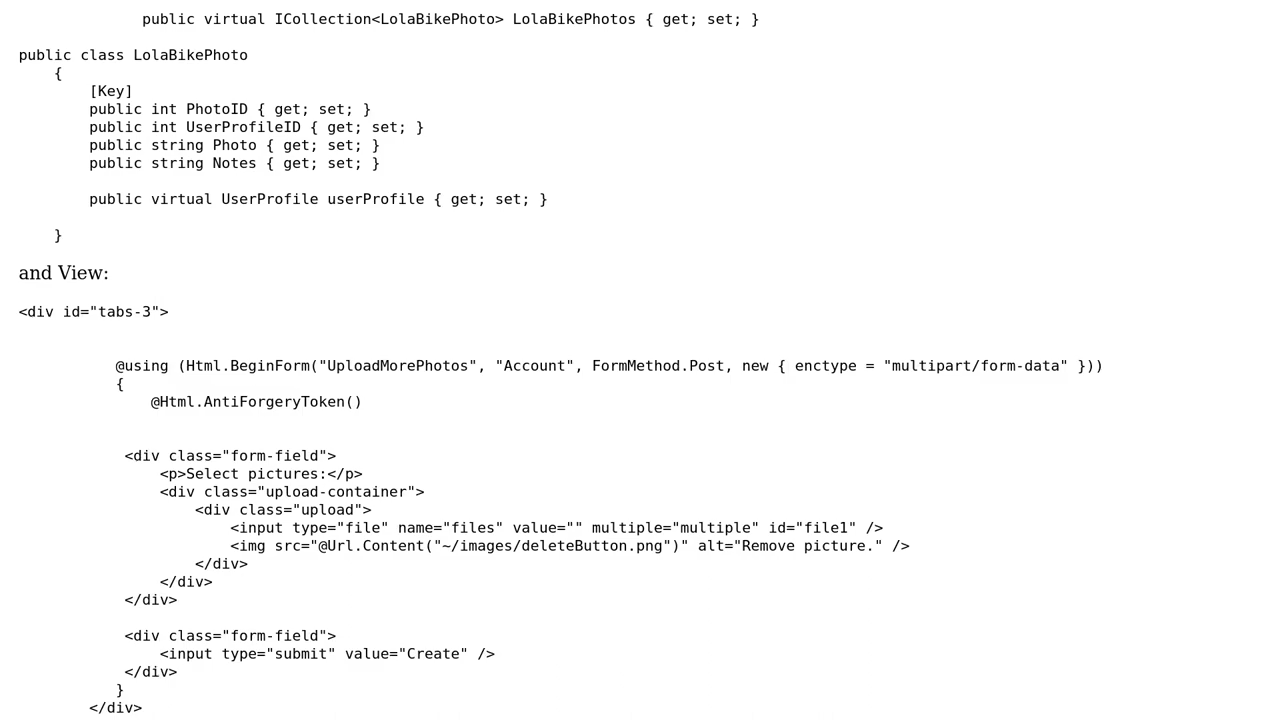 public virtual ICollection<LolaBikePhoto> LolaBikePhotos { get; set; }
public class LolaBikePhoto
{
[Key]
public int PhotoID { get; set; }
public int UserProfileID { get; set; }
public string Photo { get; set; }
public string Notes { get; set; }
public virtual UserProfile userProfile { get; set; }
}
and View:
<div id="tabs-3">
@using (Html.BeginForm("UploadMorePhotos", "Account", FormMethod.Post, new { enctype = "multipart/form-data" }))
{
@Html.AntiForgeryToken()
<div class="form-field">
<p>Select pictures:</p>
<div class="upload-container">
<div class="upload">
<input type="file" name="files" value="" multiple="multiple" id="file1" />
<img src="@Url.Content("~/images/deleteButton.png")" alt="Remove picture." />
</div>
</div>
</div>
<div class="form-field">
<input type="submit" value="Create" />
</div>
}
</div>